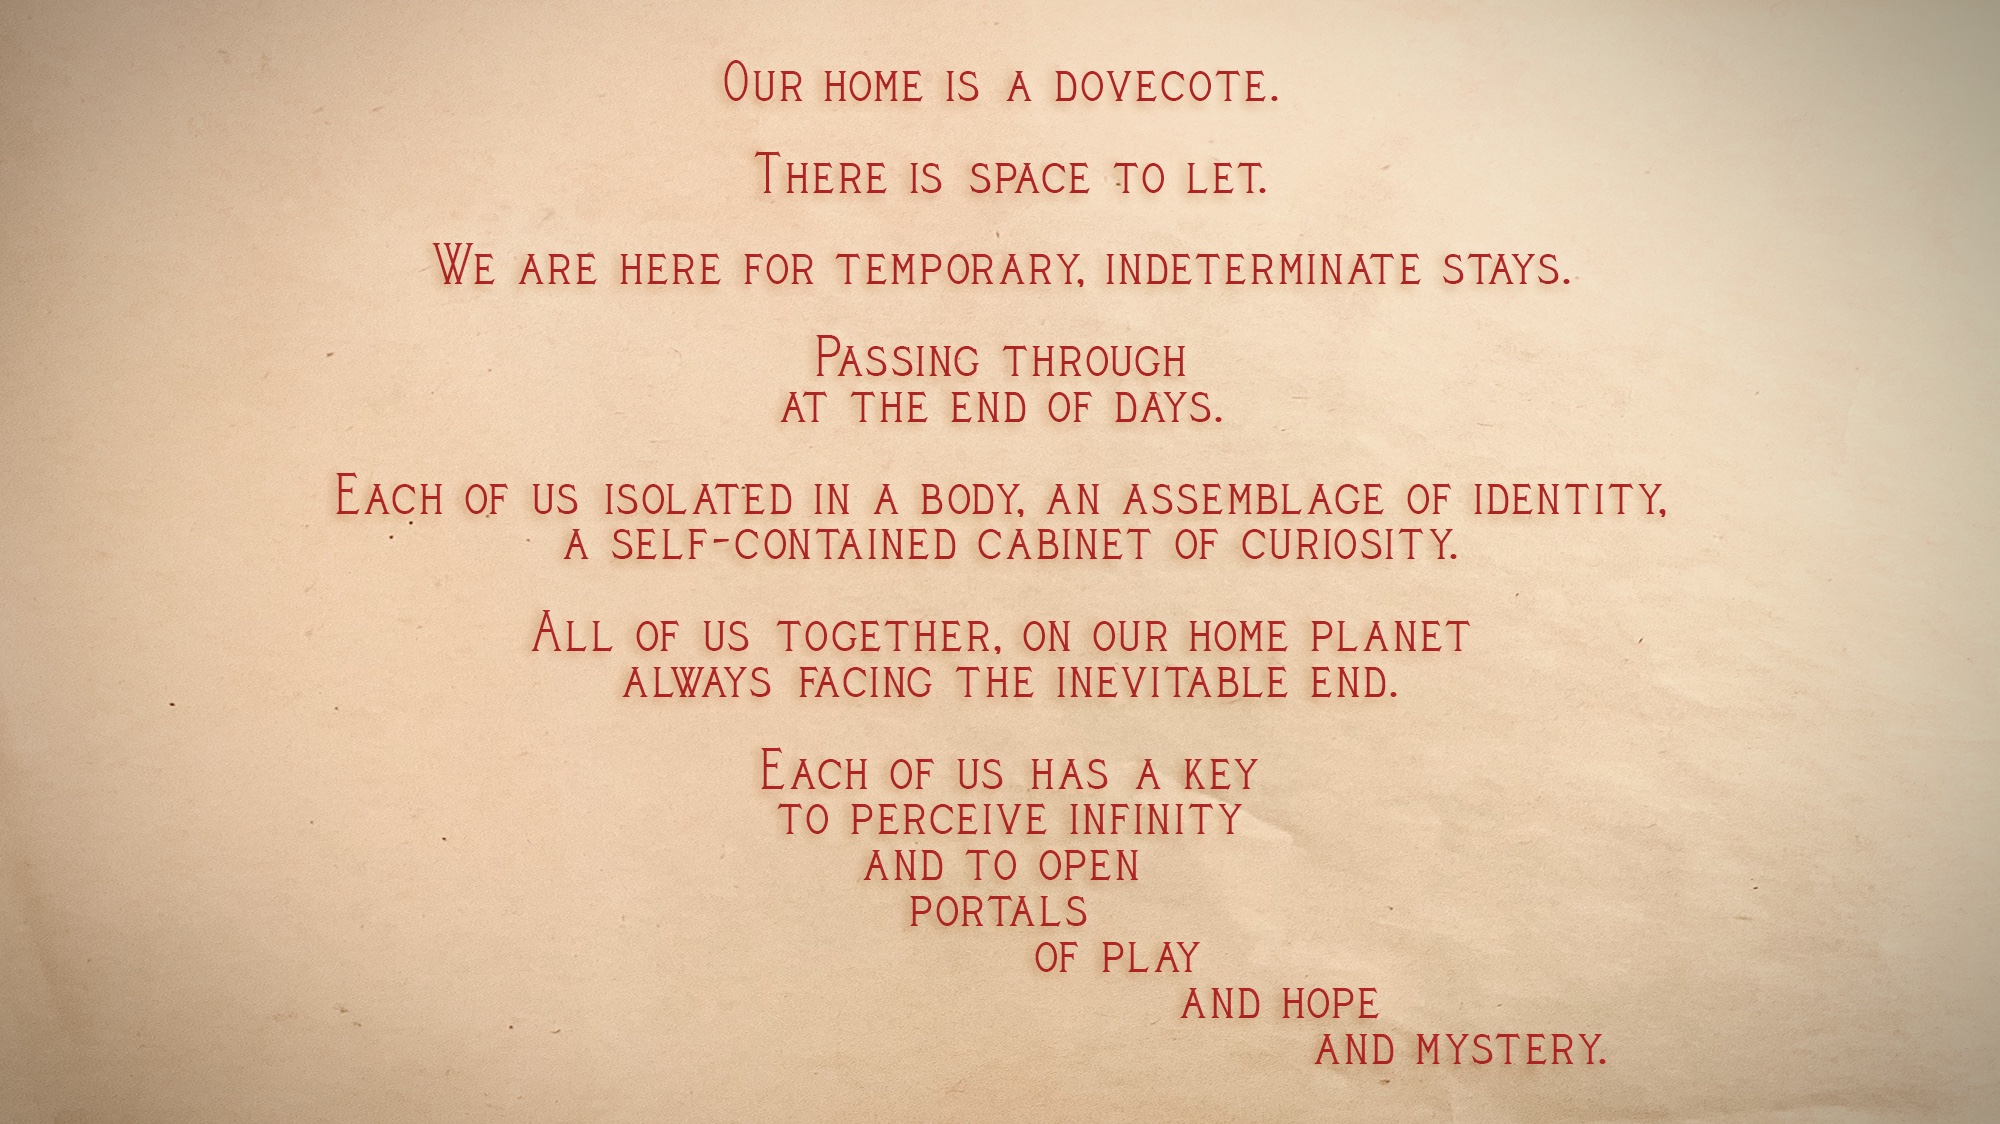 Our home is a dovecote.
There is space to let.
We are here for temporary, indeterminate stays.
Passing through
at the end of days.
Each of us isolated in a body, an assemblage of identity,
a self-contained cabinet of curiosity.
All of us together, on our home planet
always facing the inevitable end.
Each of us has a key
to perceive infinity
and to open
portals
of play
and hope
and mystery.